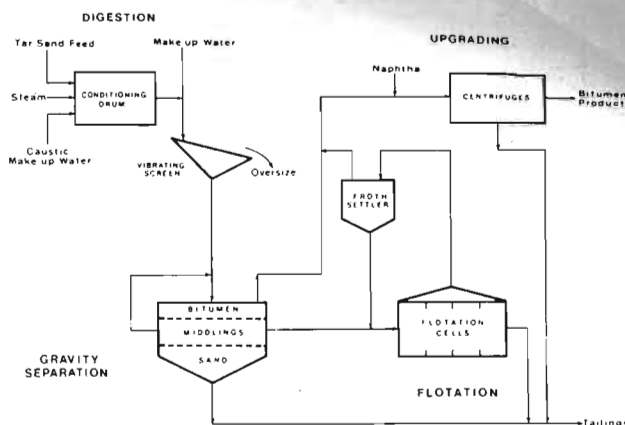 DIGESTION
Tar Sand Feed
Make up Water
UPGRADING
Naphtha
Steam
CONDITIONING
DRUM
CENTRIFUGES
Bitumen
Product
Caustic
Make up Water
VIBRATING
SCREEN
Oversize
FROTH
SETTLER
BITUMEN
MIDDLINGS
SAND
FLOTATION
CELLS
GRAVITY
SEPARATION
FLOTATION
Tailings